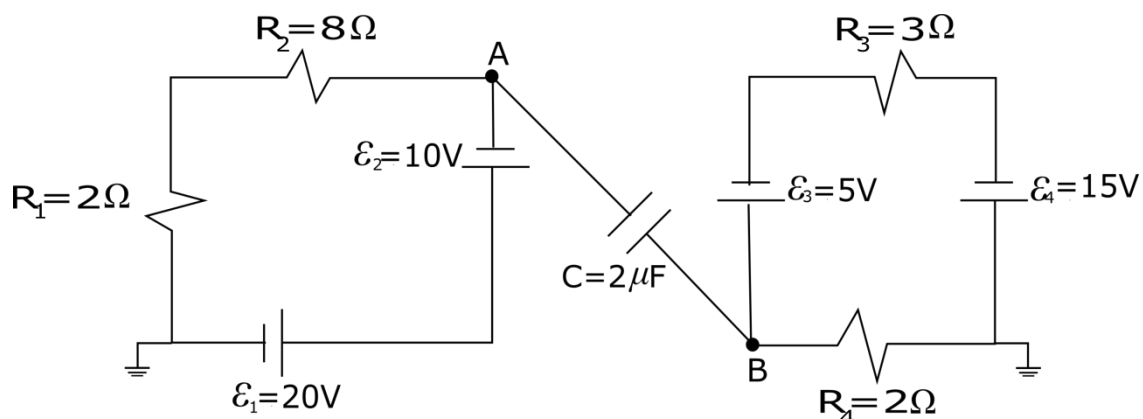 R₂=8Ω
A
R₃=3Ω
ℰ₂=10V
R₁=2Ω
ℰ₃=5V
ℰ₄=15V
C=2μF
B
ℰ₁=20V
R₄=2Ω